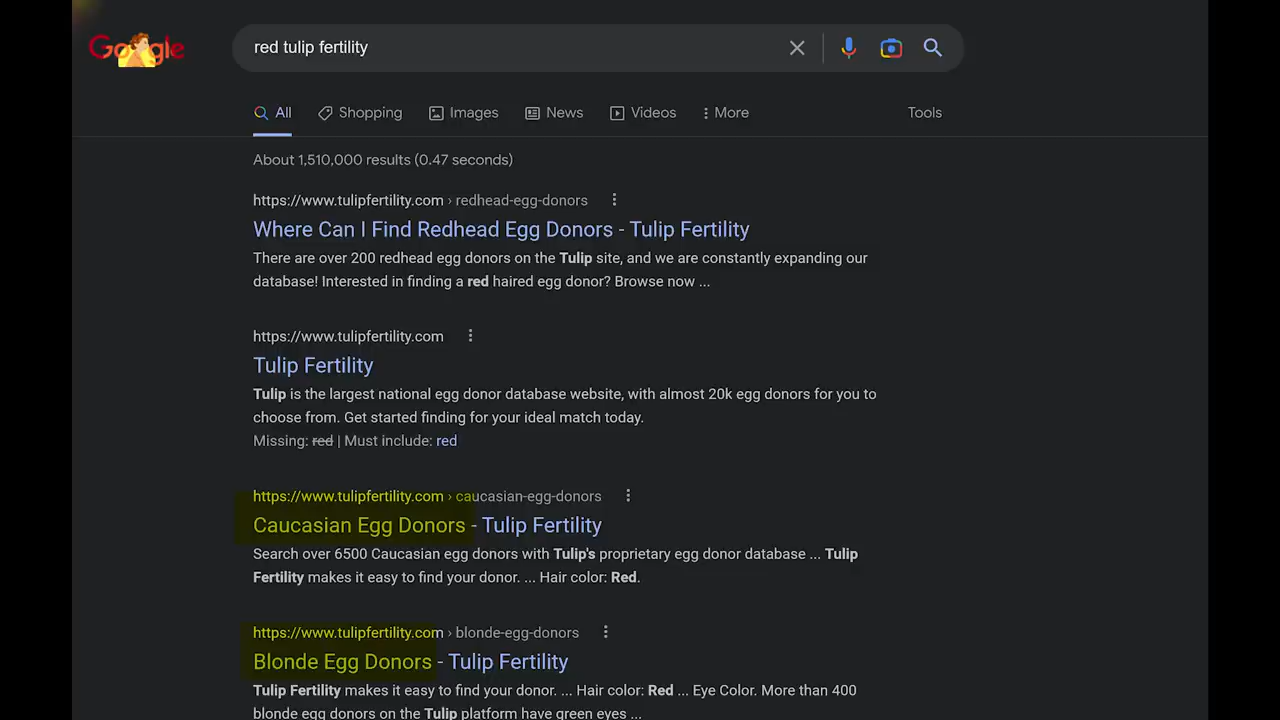 Google
red tulip fertility
All Shopping Images News Videos More Tools
About 1,510,000 results (0.47 seconds)
https://www.tulipfertility.com › redhead-egg-donors
Where Can I Find Redhead Egg Donors - Tulip Fertility
There are over 200 redhead egg donors on the Tulip site, and we are constantly expanding our
database! Interested in finding a red haired egg donor? Browse now ...
https://www.tulipfertility.com
Tulip Fertility
Tulip is the largest national egg donor database website, with almost 20k egg donors for you to
choose from. Get started finding for your ideal match today.
Missing: red | Must include: red
https://www.tulipfertility.com › caucasian-egg-donors
Caucasian Egg Donors - Tulip Fertility
Search over 6500 Caucasian egg donors with Tulip's proprietary egg donor database ... Tulip
Fertility makes it easy to find your donor. ... Hair color: Red.
https://www.tulipfertility.com › blonde-egg-donors
Blonde Egg Donors - Tulip Fertility
Tulip Fertility makes it easy to find your donor. ... Hair color: Red ... Eye Color. More than 400
blonde egg donors on the Tulip platform have green eyes ...